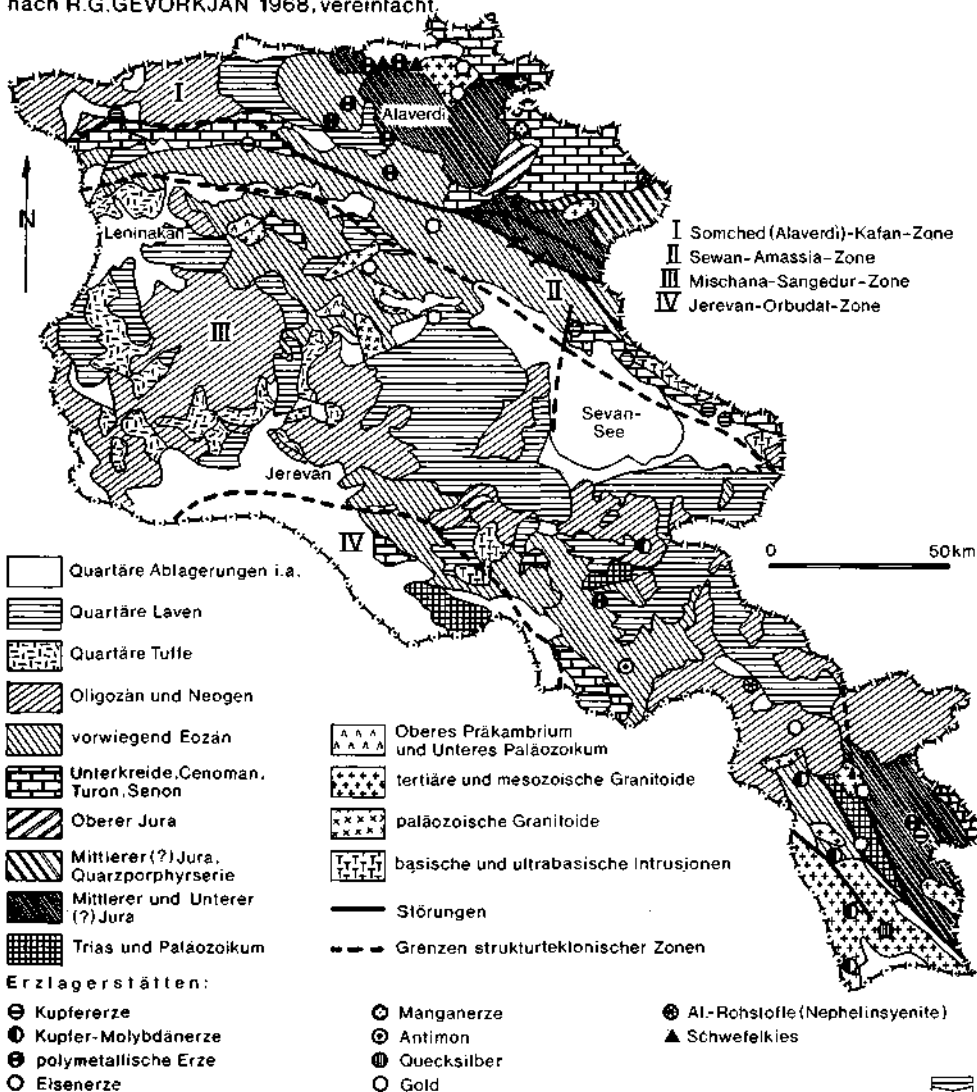 nach R.G.GEVORKJAN 1968, vereinfacht.
I
Alaverdi
N
Leninakan
I Somched (Alaverdi)-Kafan-Zone
II Sewan-Amassia-Zone
III Mischana-Sangedur-Zone
IV Jerevan-Orbudat-Zone
II
I
III
Sevan-
See
Jerevan
IV
0 50km
I
Quartäre Ablagerungen i.a.
Quartäre Laven
Quartäre Tuffe
Oligozän und Neogen
vorwiegend Eozän
Unterkreide, Cenoman,
Turon, Senon
Oberer Jura
Mittlerer(?) Jura,
Quarzporphyrserie
Mittlerer und Unterer
(?) Jura
Trias und Paläozoikum
Oberes Präkambrium
und Unteres Paläozoikum
tertiäre und mesozoische Granitoide
paläozoische Granitoide
basische und ultrabasische Intrusionen
Störungen
Grenzen strukturtektonischer Zonen
Erzlagerstätten:
Kupfererze
Kupfer-Molybdänerze
polymetallische Erze
Eisenerze
Manganerze
Antimon
Quecksilber
Gold
Al.-Rohstoffe (Nephelinsyenite)
Schwefelkies